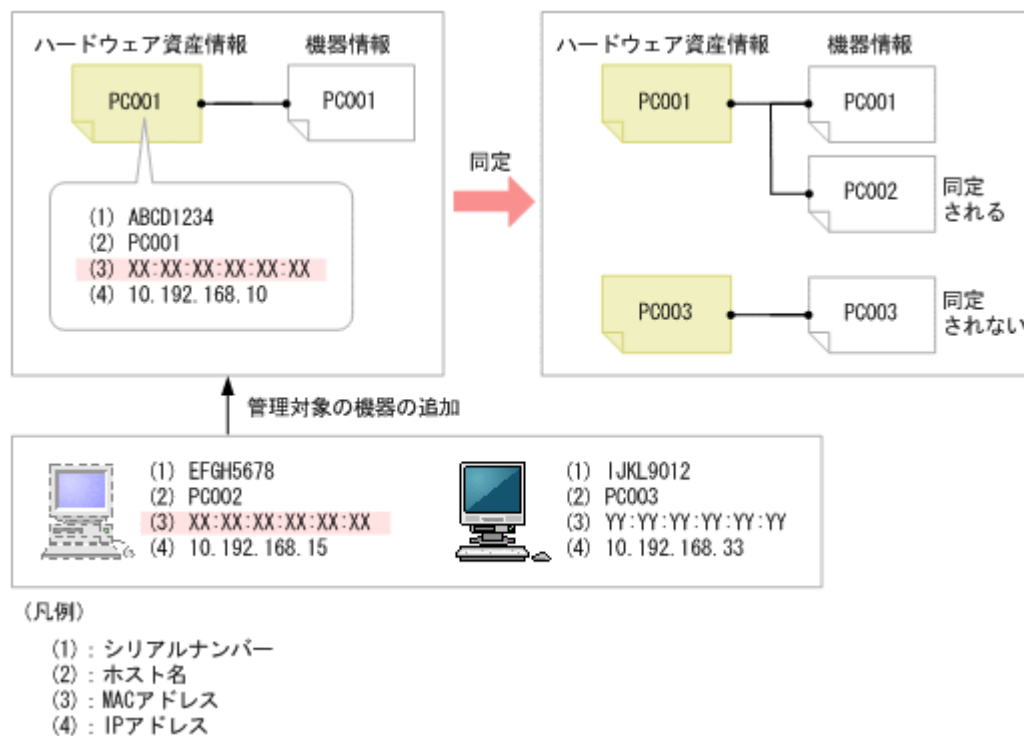 ハードウェア資産情報 機器情報
PC001 PC001
(1) ABCD1234
(2) PC001
(3) XX:XX:XX:XX:XX:XX
(4) 10.192.168.10
同定
ハードウェア資産情報 機器情報
PC001 PC001
PC002 同定
される
PC003 PC003 同定
されない
管理対象の機器の追加
(1) EFGH5678
(2) PC002
(3) XX:XX:XX:XX:XX:XX
(4) 10.192.168.15
(1) IJKL9012
(2) PC003
(3) YY:YY:YY:YY:YY:YY
(4) 10.192.168.33
(凡例)
(1) : シリアルナンバー
(2) : ホスト名
(3) : MACアドレス
(4) : IPアドレス